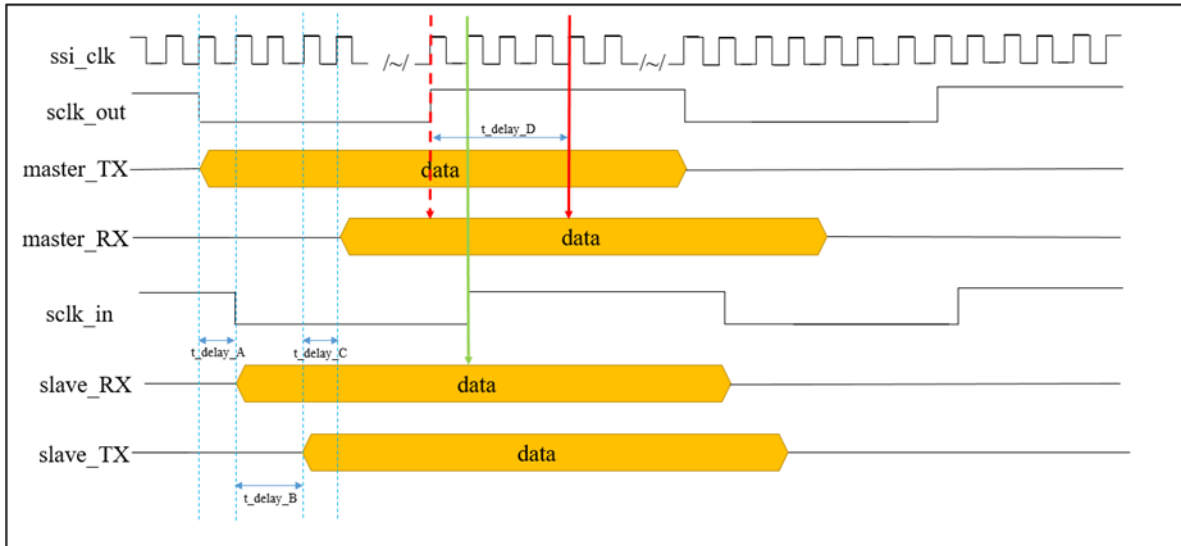 ssi_clk
/~/
/~/
sclk_out
t_delay_D
master_TX
data
master_RX
data
sclk_in
t_delay_A
t_delay_C
slave_RX
data
slave_TX
data
t_delay_B